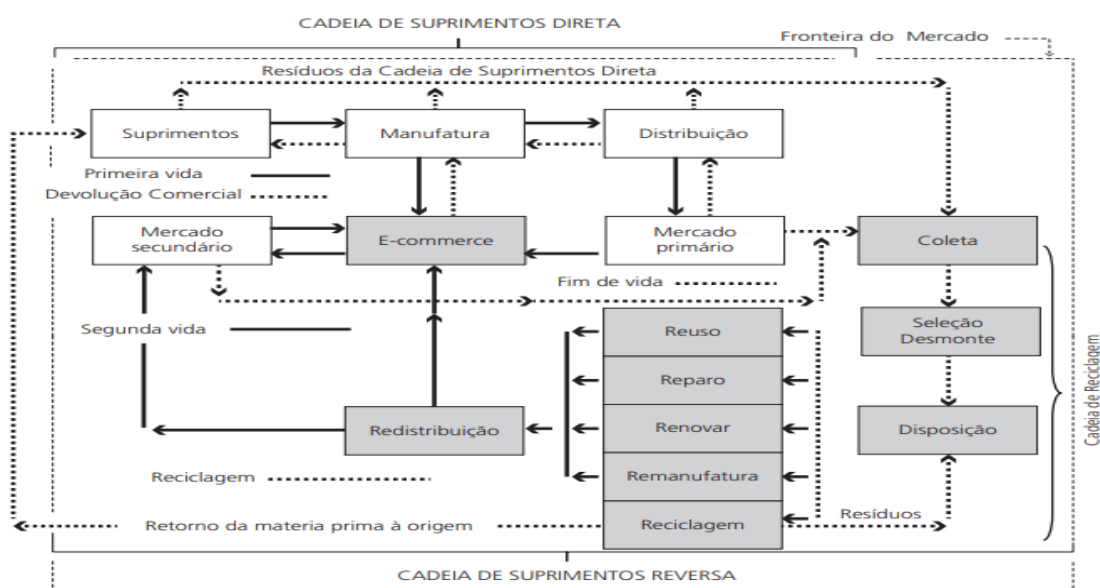 CADEIA DE SUPRIMENTOS DIRETA
Fronteira do Mercado
Resíduos da Cadeia de Suprimentos Direta
Suprimentos
Manufatura
Distribuição
Primeira vida
Devolução Comercial
Mercado
secundário
E-commerce
Mercado
primário
Coleta
Fim de vida
Segunda vida
Reuso
Seleção
Desmonte
Reparo
Redistribuição
Renovar
Disposição
Cadeia de Reciclagem
Reciclagem
Remanufatura
Retorno da materia prima à origem
Reciclagem
Resíduos
CADEIA DE SUPRIMENTOS REVERSA